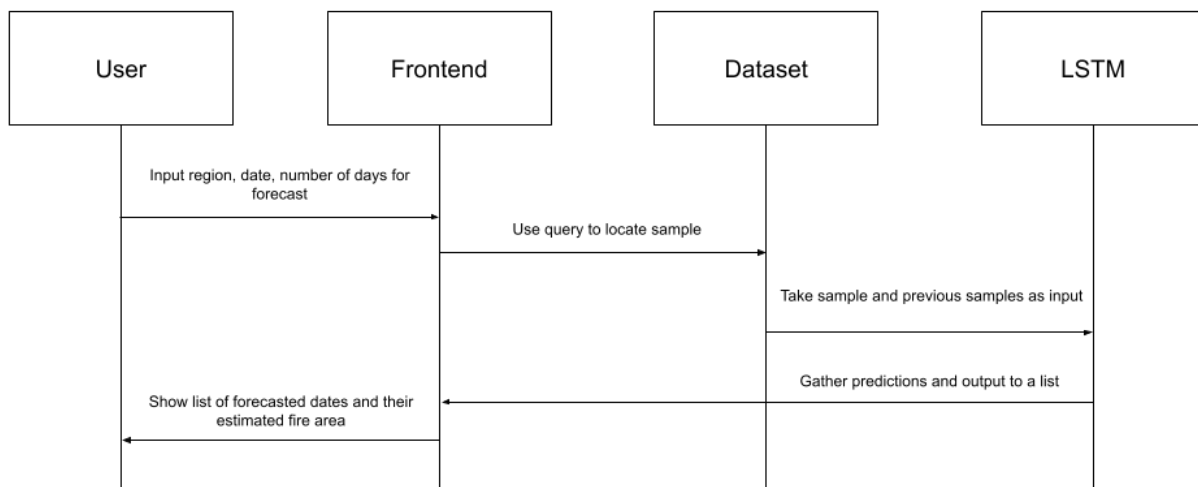 User
Frontend
Dataset
LSTM
Input region, date, number of days for
forecast
Use query to locate sample
Take sample and previous samples as input
Gather predictions and output to a list
Show list of forecasted dates and their
estimated fire area